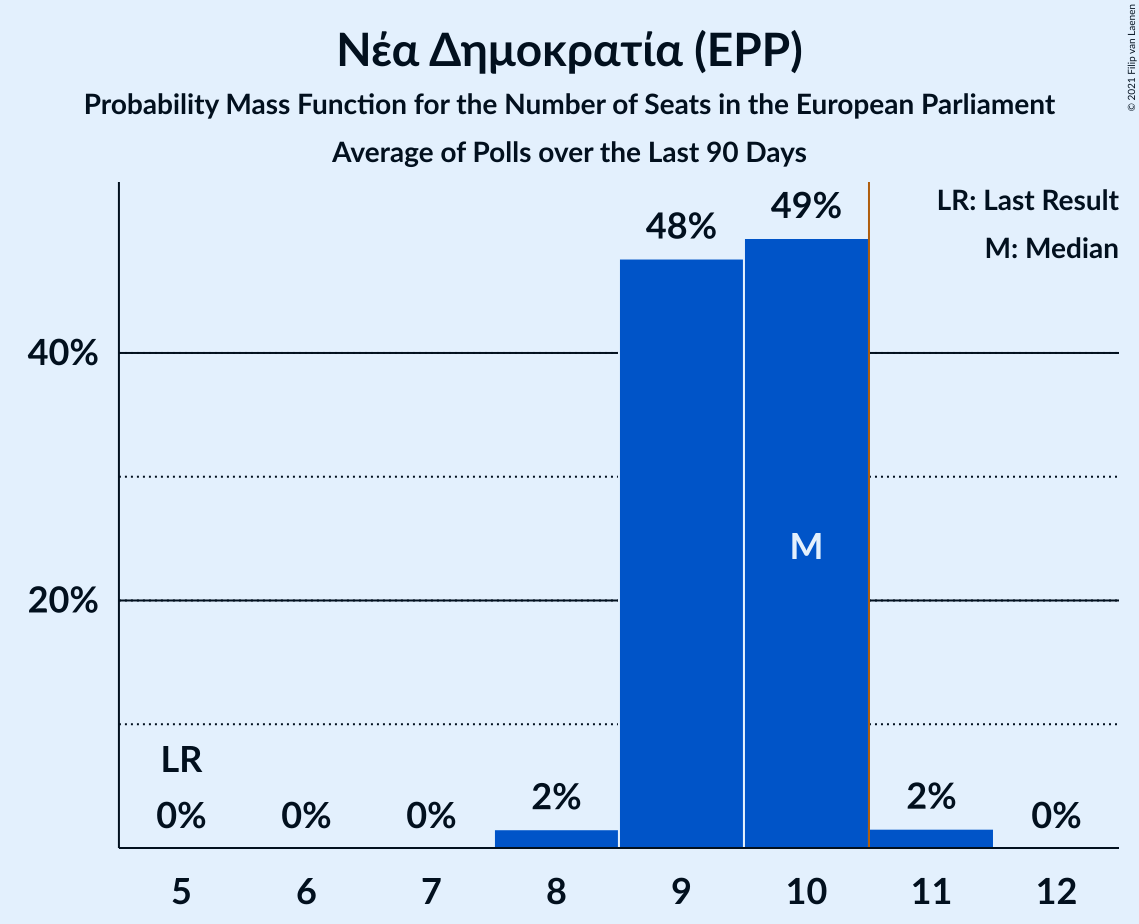 Νέα Δημοκρατία (EPP)
Probability Mass Function for the Number of Seats in the European Parliament
Average of Polls over the Last 90 Days
© 2021 Filip van Laenen
LR: Last Result
M: Median
49%
48%
40%
M
20%
LR
0%
0%
0%
2%
2%
0%
5
6
7
8
9
10
11
12